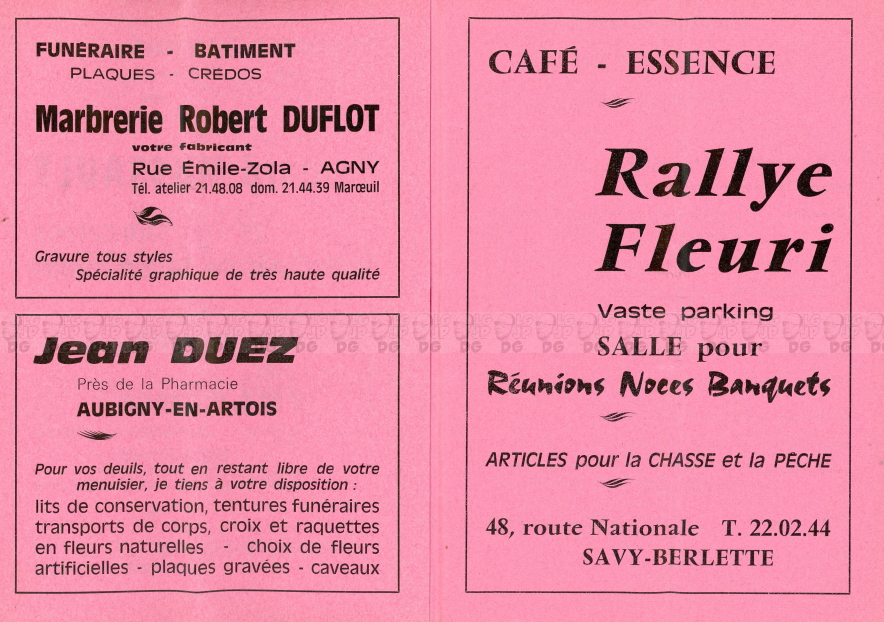 FUNÉRAIRE - BATIMENT
PLAQUES - CRÉDOS
Marbrerie Robert DUFLOT
votre fabricant
Rue Émile-Zola - AGNY
Tél. atelier 21.48.08 dom. 21.44.39 Marœuil
Gravure tous styles
Spécialité graphique de très haute qualité
Jean DUEZ
Près de la Pharmacie
AUBIGNY-EN-ARTOIS
Pour vos deuils, tout en restant libre de votre
menuisier, je tiens à votre disposition :
lits de conservation, tentures funéraires
transports de corps, croix et raquettes
en fleurs naturelles - choix de fleurs
artificielles - plaques gravées - caveaux
CAFÉ - ESSENCE
Rallye
Fleuri
Vaste parking
SALLE pour
Réunions Noces Banquets
ARTICLES pour la CHASSE et la PÊCHE
48, route Nationale T. 22.02.44
SAVY-BERLETTE